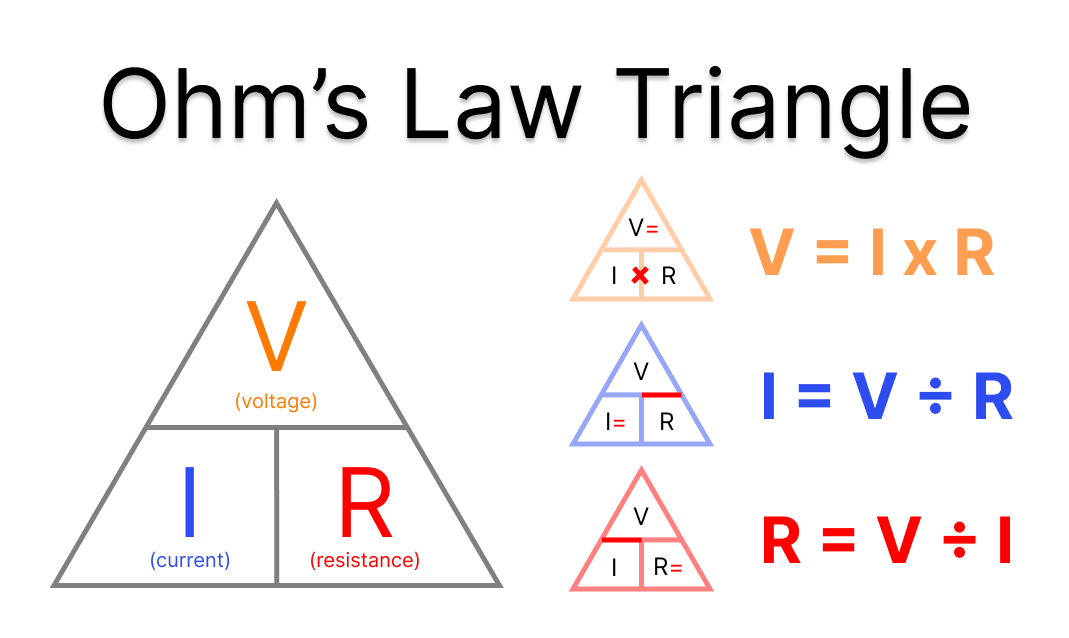 Ohm’s Law Triangle
V
(voltage)
I
(current)
R
(resistance)
V=
I × R
V = I x R
V
I= R
I = V ÷ R
V
I R=
R = V ÷ I